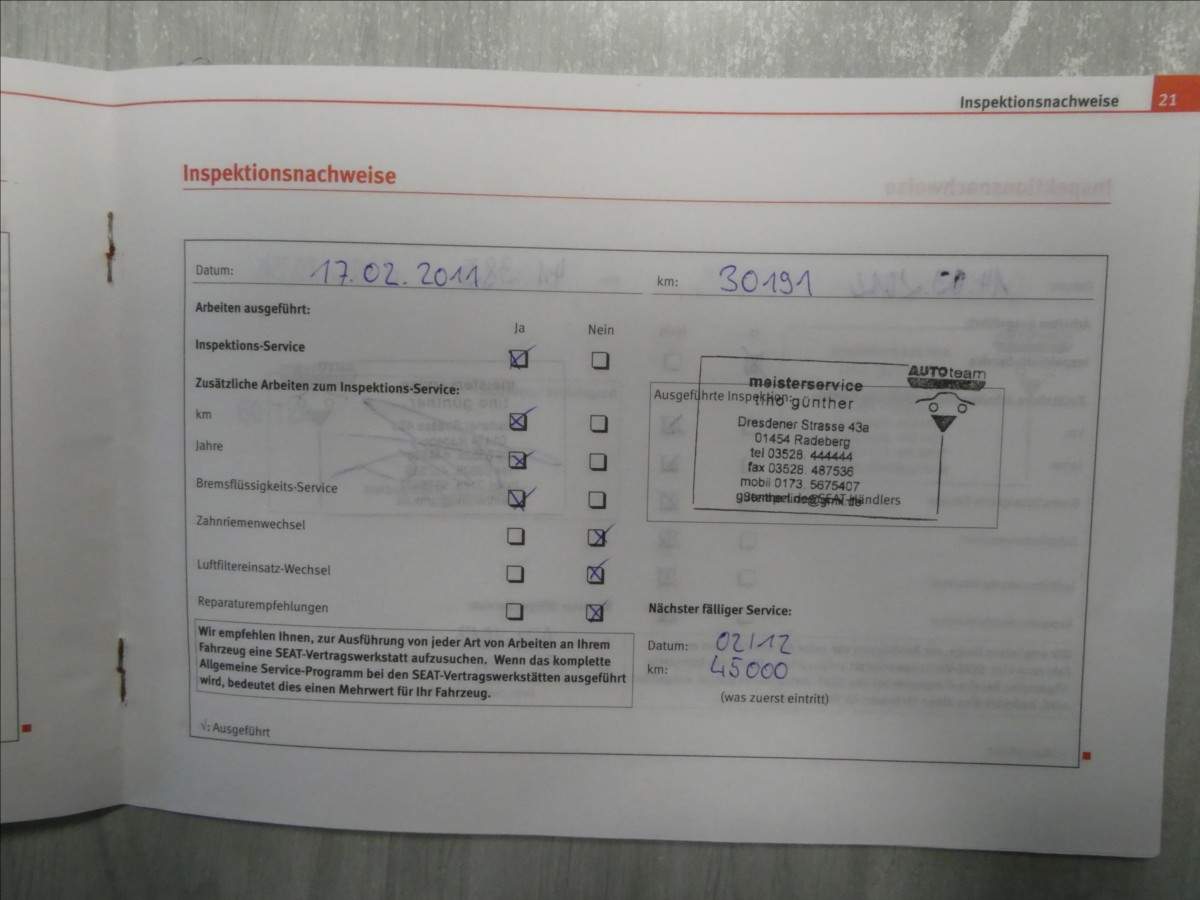 Inspektionsnachweise 21
Inspektionsnachweise
Datum: 17.02.2011 km: 30191
Arbeiten ausgeführt:
Ja Nein
Inspektions-Service
Zusätzliche Arbeiten zum Inspektions-Service:
km
Jahre
Bremsflüssigkeits-Service
Zahnriemenwechsel
Luftfiltereinsatz-Wechsel
Reparaturempfehlungen
Wir empfehlen Ihnen, zur Ausführung von jeder Art von Arbeiten an Ihrem
Fahrzeug eine SEAT-Vertragswerkstatt aufzusuchen. Wenn das komplette
Allgemeine Service-Programm bei den SEAT-Vertragswerkstätten ausgeführt
wird, bedeutet dies einen Mehrwert für Ihr Fahrzeug.
√: Ausgeführt
AUTOteam
meisterservice
Ausgeführte Inspektion:
tino günther
Dresdener Strasse 43a
01454 Radeberg
tel 03528. 444444
fax 03528. 487536
mobil 0173. 5675407
Stempel des SEAT-Händlers
Nächster fälliger Service:
Datum: 02/12
km: 45000
(was zuerst eintritt)